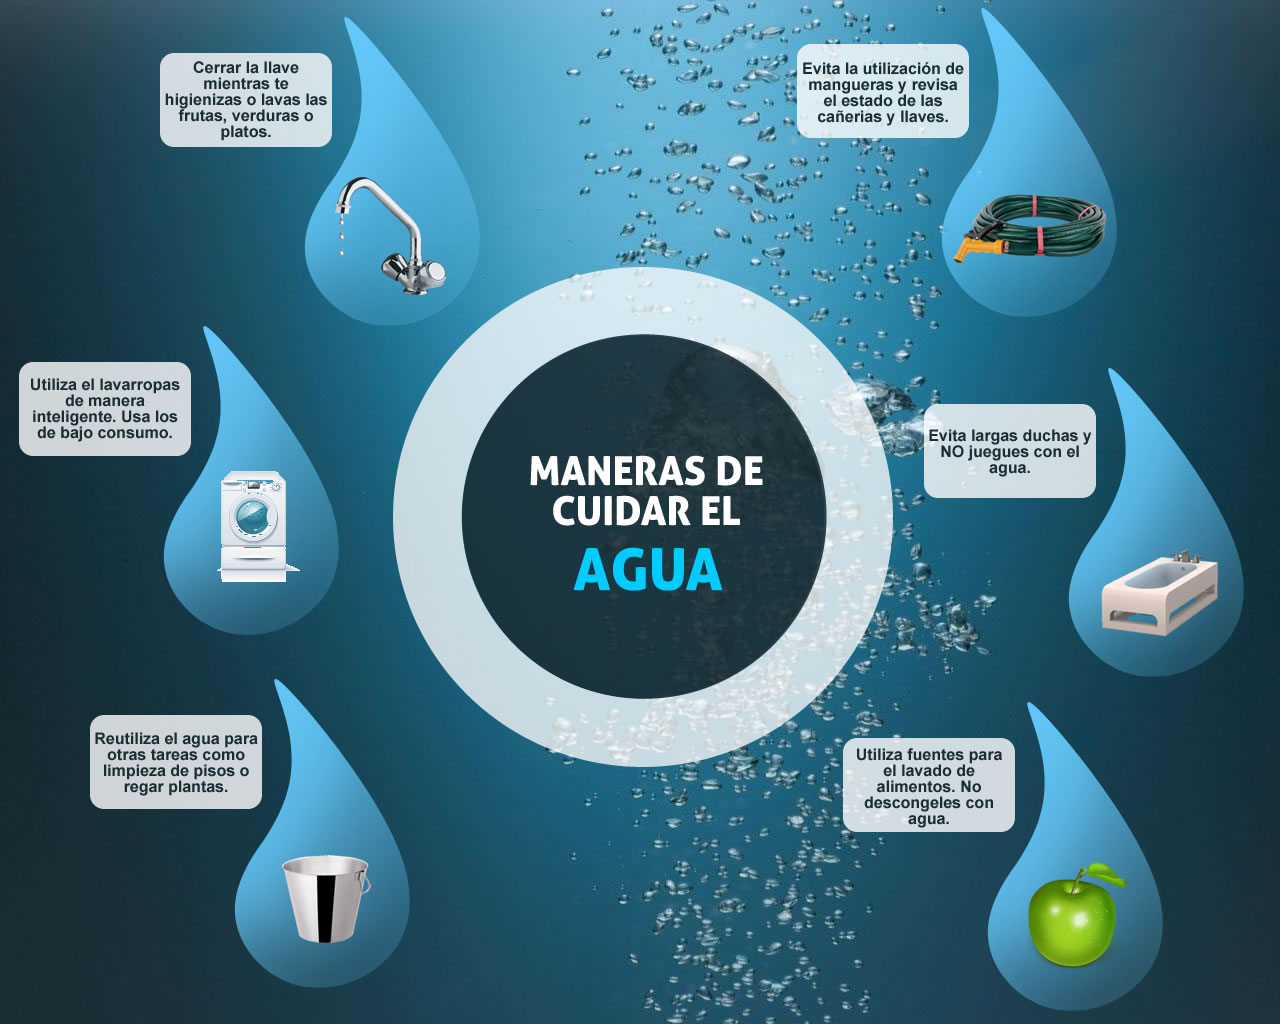 Cerrar la llave
mientras te
higienizas o lavas las
frutas, verduras o
platos.
Evita la utilización de
mangueras y revisa
el estado de las
cañerias y llaves.
Utiliza el lavarropas
de manera
inteligente. Usa los
de bajo consumo.
Evita largas duchas y
NO juegues con el
agua.
MANERAS DE
CUIDAR EL
AGUA
Reutiliza el agua para
otras tareas como
limpieza de pisos o
regar plantas.
Utiliza fuentes para
el lavado de
alimentos. No
descongeles con
agua.